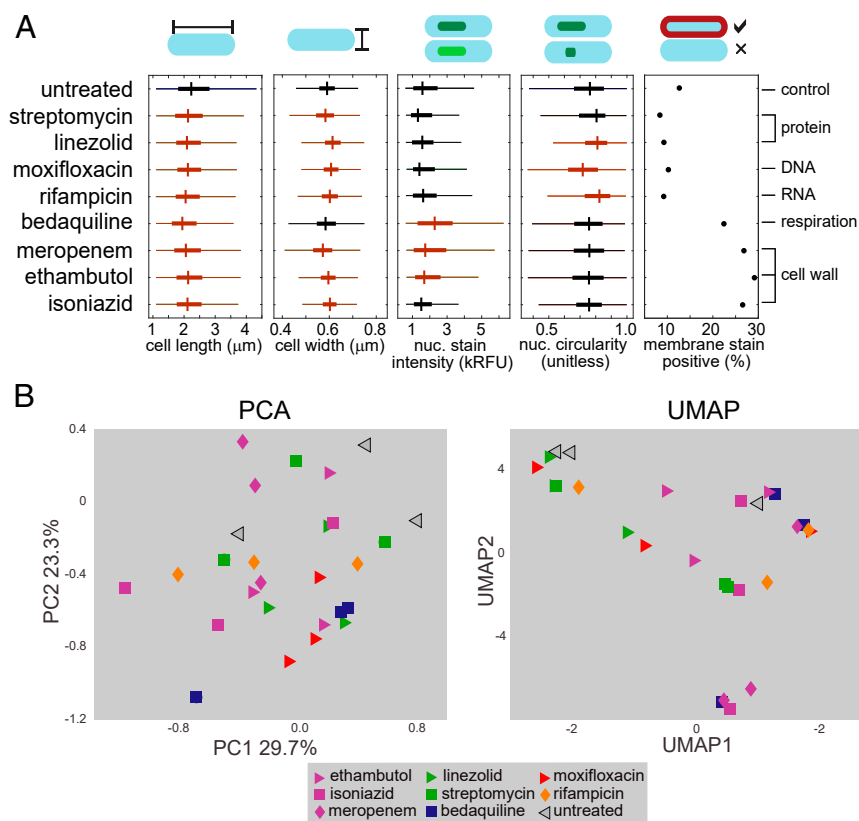 A
untreated
streptomycin
linezolid
moxifloxacin
rifampicin
bedaquiline
meropenem
ethambutol
isoniazid
control
protein
DNA
RNA
respiration
cell wall
1 2 3 4
0.4 0.6 0.8
2 4 6
0.5 1.0
10 20 30
cell length (μm)
cell width (μm)
nuc. stain
intensity (kRFU)
nuc. circularity
(unitless)
membrane stain
positive (%)
B
PCA
0.4
0
-0.4
-0.8
-1.2
PC2 23.3%
-0.8 0.0 0.8
PC1 29.7%
UMAP
4
0
-4
UMAP2
-2 0 -2
UMAP1
ethambutol linezolid moxifloxacin
isoniazid streptomycin rifampicin
meropenem bedaquiline untreated